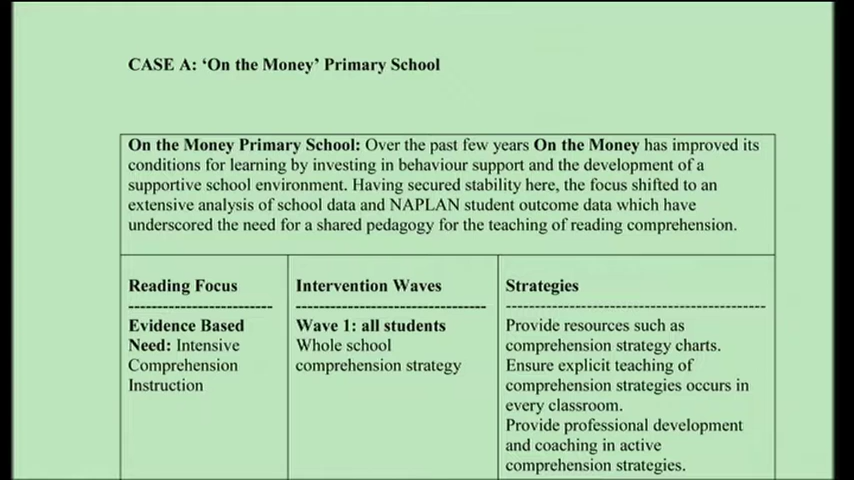 CASE A: ‘On the Money’ Primary School
On the Money Primary School: Over the past few years On the Money has improved its
conditions for learning by investing in behaviour support and the development of a
supportive school environment. Having secured stability here, the focus shifted to an
extensive analysis of school data and NAPLAN student outcome data which have
underscored the need for a shared pedagogy for the teaching of reading comprehension.
Reading Focus
---------------------------
Evidence Based
Need: Intensive
Comprehension
Instruction
Intervention Waves
------------------------------------
Wave 1: all students
Whole school
comprehension strategy
Strategies
-------------------------------------------------
Provide resources such as
comprehension strategy charts.
Ensure explicit teaching of
comprehension strategies occurs in
every classroom.
Provide professional development
and coaching in active
comprehension strategies.